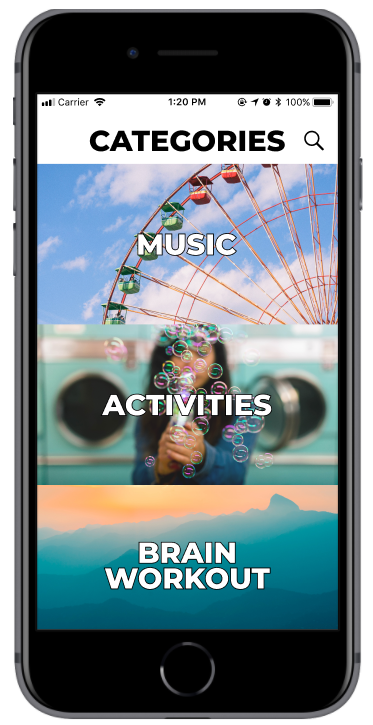 Carrier 1:20 PM 100%
CATEGORIES
MUSIC
ACTIVITIES
BRAIN
WORKOUT